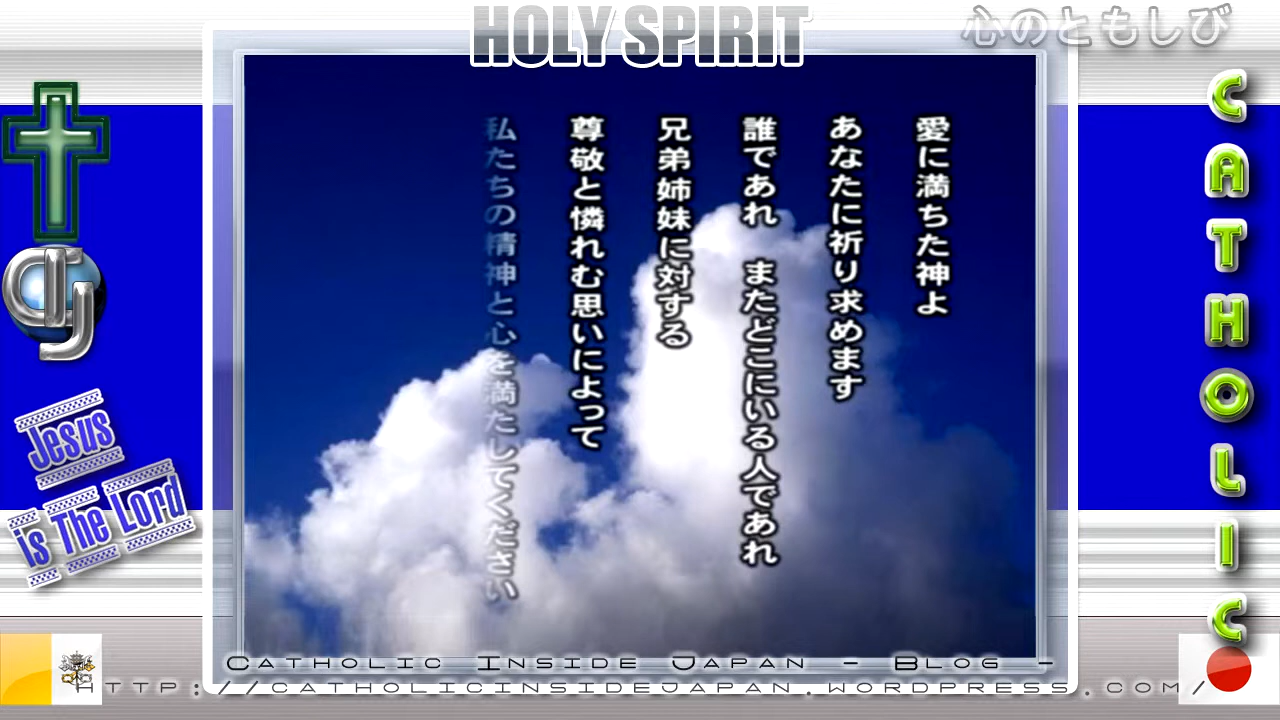 HOLY SPIRIT
心のともしび
愛に満ちた神よ
あなたに祈り求めます
誰であれ　またどこにいる人であれ
兄弟姉妹に対する
尊敬と憐れむ思いによって
私たちの精神と心を満たしてください
CATHOLIC
Jesus
is The Lord
Catholic Inside Japan - Blog -
http://catholicinsidejapan.wordpress.com/